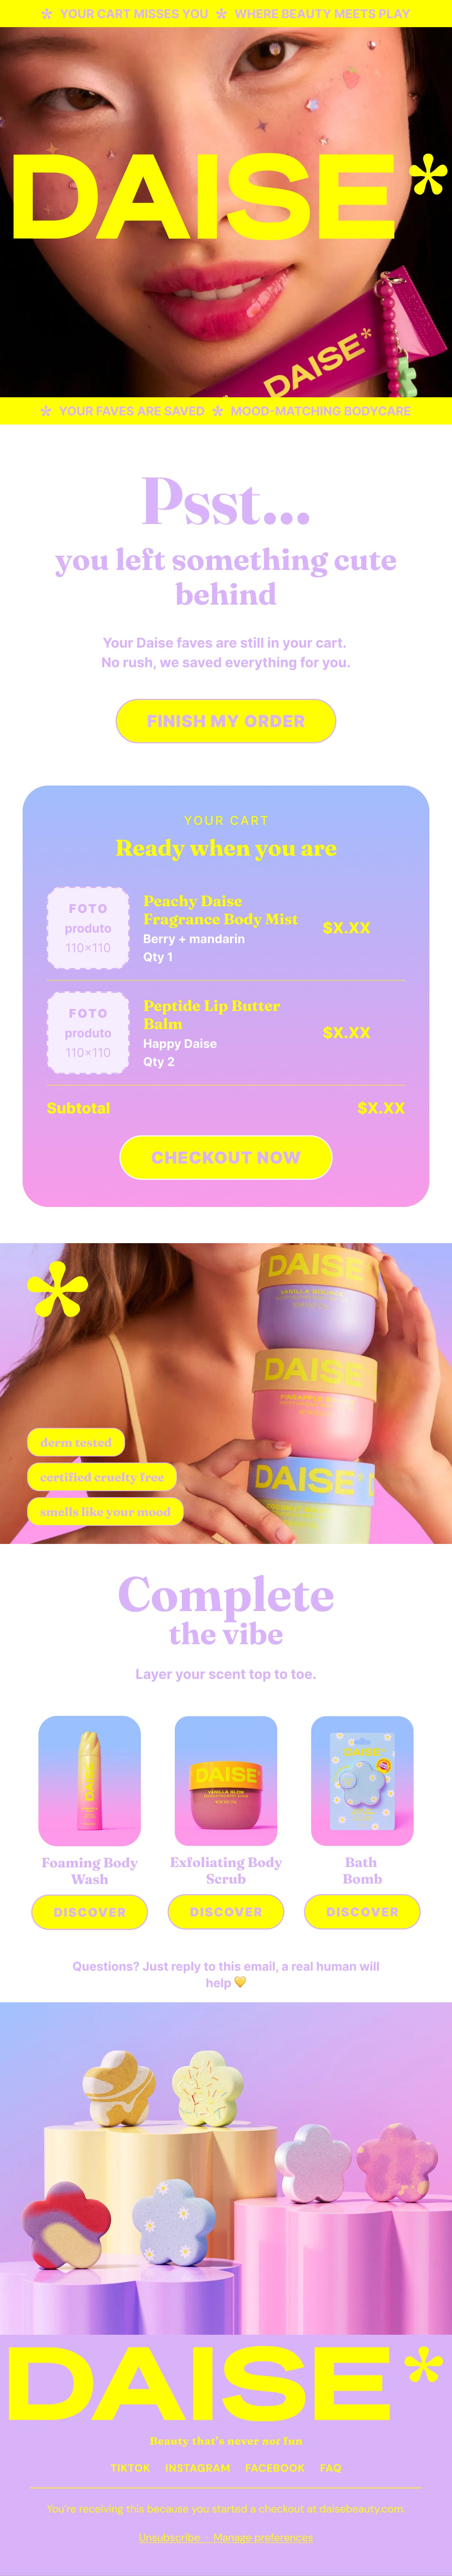 * YOUR CART MISSES YOU * WHERE BEAUTY MEETS PLAY
DAISE*
DAISE*
* YOUR FAVES ARE SAVED * MOOD-MATCHING BODYCARE
Psst...
you left something cute
behind
Your Daise faves are still in your cart.
No rush, we saved everything for you.
FINISH MY ORDER
YOUR CART
Ready when you are
FOTO
produto
110×110
Peachy Daise
Fragrance Body Mist
Berry + mandarin
Qty 1
$X.XX
FOTO
produto
110×110
Peptide Lip Butter
Balm
Happy Daise
Qty 2
$X.XX
Subtotal $X.XX
CHECKOUT NOW
DAISE
VANILLA BOUNCE
DAISE
DAISE
derm tested
certified cruelty free
smells like your mood
Complete
the vibe
Layer your scent top to toe.
DAISE
DAISE*
VANILLA GLOW
DAISE*
Foaming Body
Wash
Exfoliating Body
Scrub
Bath
Bomb
DISCOVER DISCOVER DISCOVER
Questions? Just reply to this email, a real human will
help 💛
DAISE*
Beauty that's never not fun
TIKTOK INSTAGRAM FACEBOOK FAQ
You're receiving this because you started a checkout at daisebeauty.com.
Unsubscribe · Manage preferences